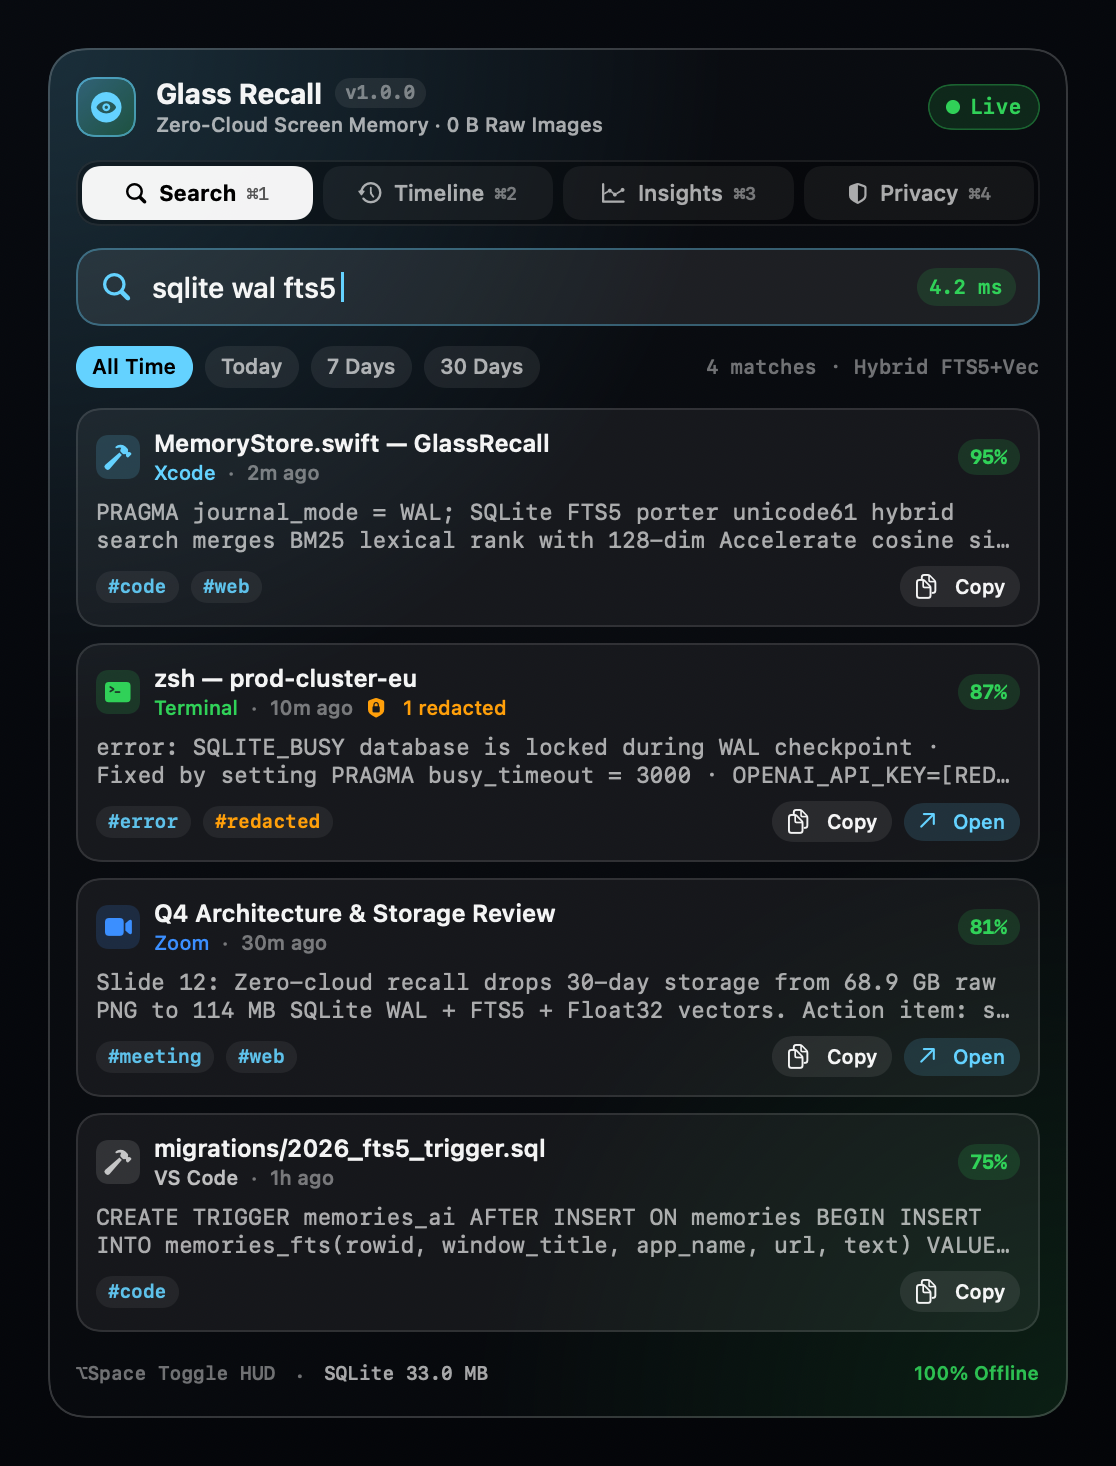 Glass Recall v1.0.0
Zero-Cloud Screen Memory · 0 B Raw Images
Live
Search ⌘1
Timeline ⌘2
Insights ⌘3
Privacy ⌘4
sqlite wal fts5
4.2 ms
All Time
Today
7 Days
30 Days
4 matches · Hybrid FTS5+Vec
MemoryStore.swift — GlassRecall
Xcode · 2m ago
95%
PRAGMA journal_mode = WAL; SQLite FTS5 porter unicode61 hybrid
search merges BM25 lexical rank with 128-dim Accelerate cosine si…
#code #web
Copy
zsh — prod-cluster-eu
Terminal · 10m ago 1 redacted
87%
error: SQLITE_BUSY database is locked during WAL checkpoint ·
Fixed by setting PRAGMA busy_timeout = 3000 · OPENAI_API_KEY=[RED…
#error #redacted
Copy
Open
Q4 Architecture & Storage Review
Zoom · 30m ago
81%
Slide 12: Zero-cloud recall drops 30-day storage from 68.9 GB raw
PNG to 114 MB SQLite WAL + FTS5 + Float32 vectors. Action item: s…
#meeting #web
Copy
Open
migrations/2026_fts5_trigger.sql
VS Code · 1h ago
75%
CREATE TRIGGER memories_ai AFTER INSERT ON memories BEGIN INSERT
INTO memories_fts(rowid, window_title, app_name, url, text) VALUE…
#code
Copy
⌥Space Toggle HUD · SQLite 33.0 MB
100% Offline